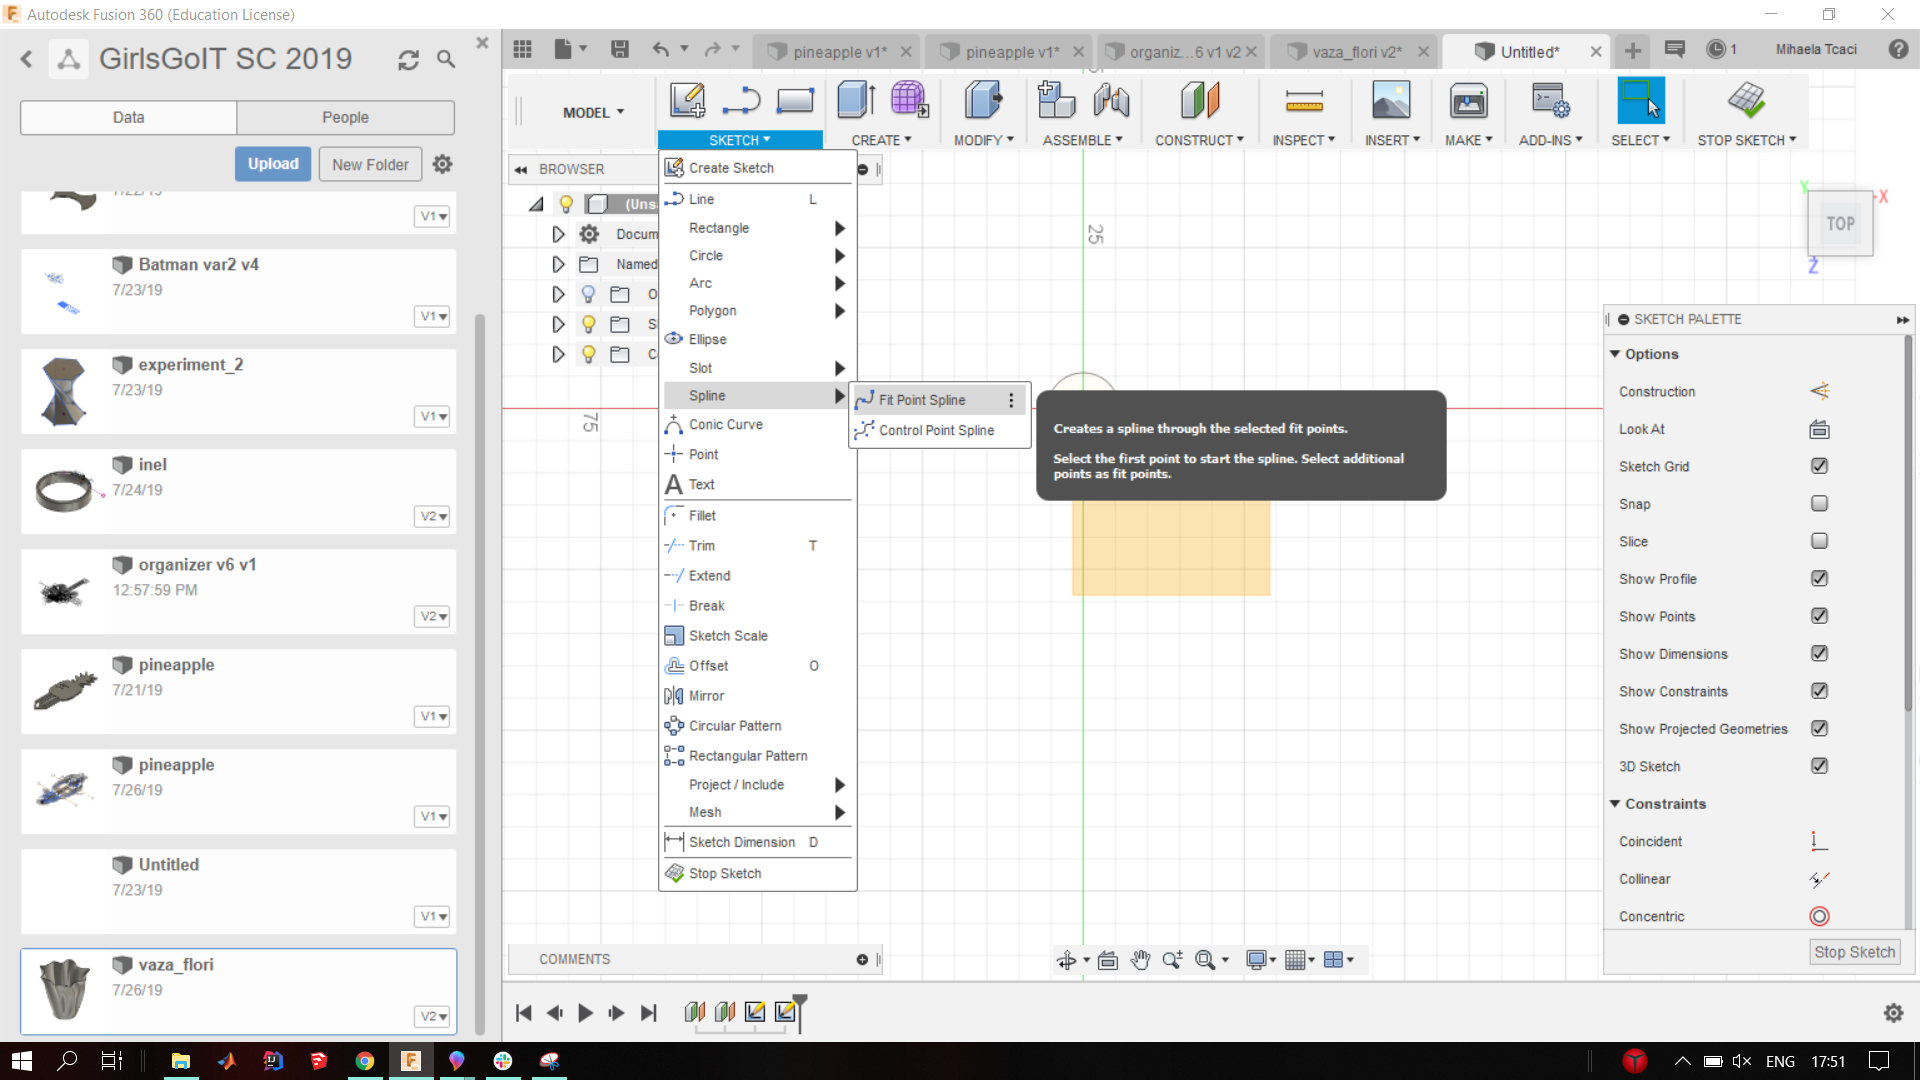 Autodesk Fusion 360 (Education License)
GirlsGoIT SC 2019
Data
People
Upload
New Folder
V1
Batman var2 v4
7/23/19
V1
experiment_2
7/23/19
V1
inel
7/24/19
V2
organizer v6 v1
12:57:59 PM
V2
pineapple
7/21/19
V1
pineapple
7/26/19
V1
Untitled
7/23/19
V1
vaza_flori
7/26/19
V2
pineapple v1*
pineapple v1*
organiz...6 v1 v2
vaza_flori v2*
Untitled*
1
Mihaela Tcaci
MODEL
SKETCH
CREATE
MODIFY
ASSEMBLE
CONSTRUCT
INSPECT
INSERT
MAKE
ADD-INS
SELECT
STOP SKETCH
BROWSER
(Uns
Docum
Named
O
S
C
Create Sketch
Line L
Rectangle
Circle
Arc
Polygon
Ellipse
Slot
Spline
Conic Curve
Point
Text
Fillet
Trim T
Extend
Break
Sketch Scale
Offset O
Mirror
Circular Pattern
Rectangular Pattern
Project / Include
Mesh
Sketch Dimension D
Stop Sketch
Fit Point Spline
Control Point Spline
Creates a spline through the selected fit points.
Select the first point to start the spline. Select additional
points as fit points.
25
75
Y
X
TOP
Z
SKETCH PALETTE
Options
Construction
Look At
Sketch Grid
Snap
Slice
Show Profile
Show Points
Show Dimensions
Show Constraints
Show Projected Geometries
3D Sketch
Constraints
Coincident
Collinear
Concentric
Stop Sketch
COMMENTS
ENG
17:51